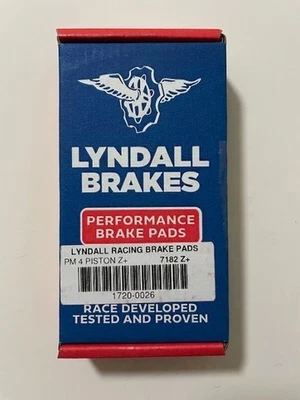 LYNDALL
BRAKES
PERFORMANCE
BRAKE PADS
LYNDALL RACING BRAKE PADS
PM 4 PISTON Z+ 7182 Z+
1720-0026
RACE DEVELOPED
TESTED AND PROVEN